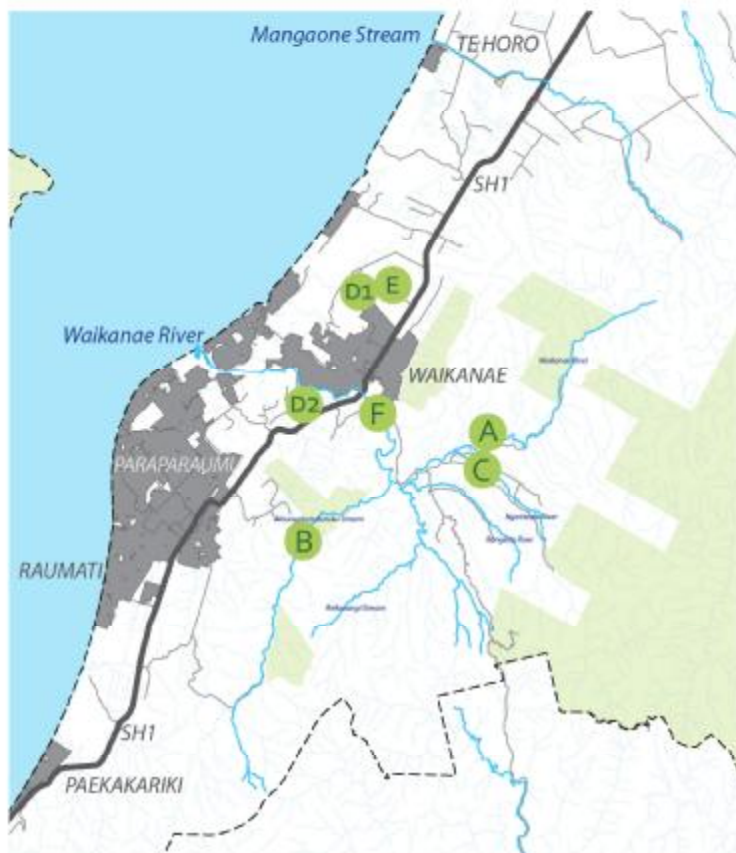 Mangaone Stream
TE HORO
SH1
D1
E
Waikanae River
WAIKANAE
D2
F
A
C
PARAPARAUMI
B
RAUMATI
SH1
PAEKAKARIKI